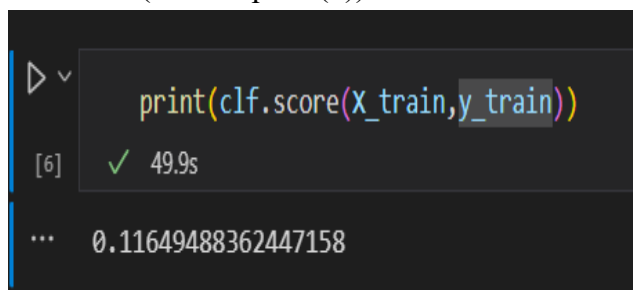 print(clf.score(X_train,y_train))
[6] ✓ 49.9s
... 0.11649488362447158